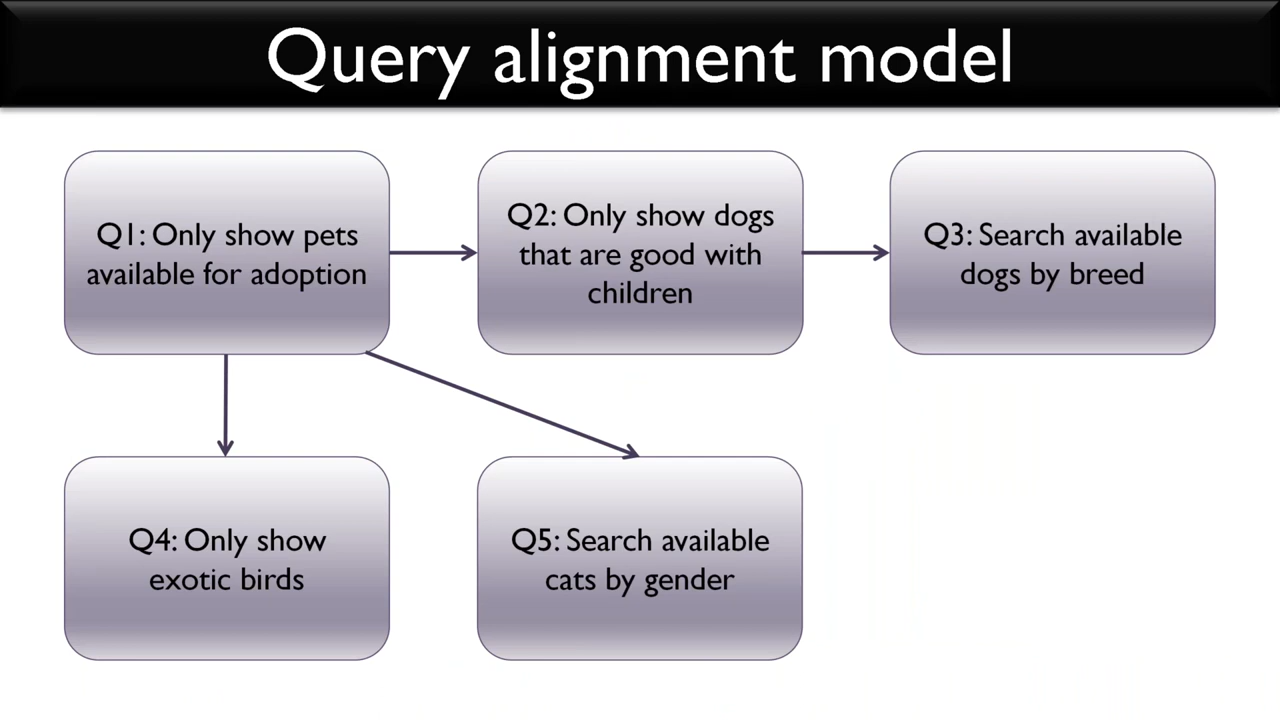 Query alignment model
Q1: Only show pets
available for adoption
Q2: Only show dogs
that are good with
children
Q3: Search available
dogs by breed
Q4: Only show
exotic birds
Q5: Search available
cats by gender